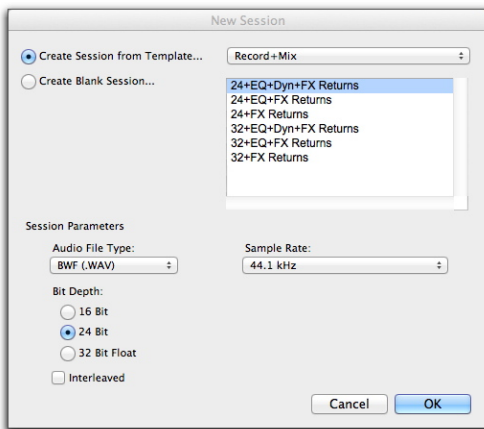 New Session
Create Session from Template...
Record+Mix
Create Blank Session...
24+EQ+Dyn+FX Returns
24+EQ+FX Returns
24+FX Returns
32+EQ+Dyn+FX Returns
32+EQ+FX Returns
32+FX Returns
Session Parameters
Audio File Type:
Sample Rate:
BWF (.WAV)
44.1 kHz
Bit Depth:
16 Bit
24 Bit
32 Bit Float
Interleaved
Cancel
OK